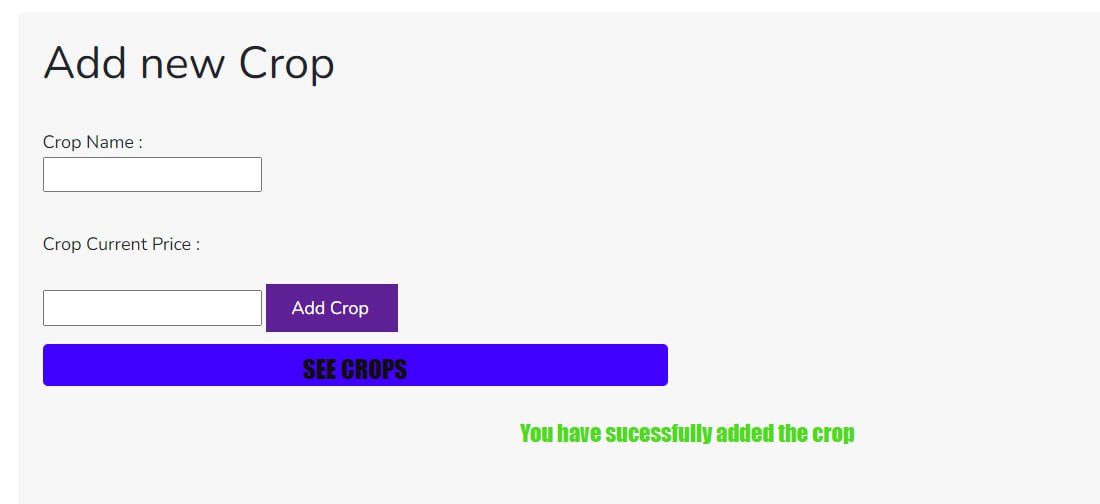 Add new Crop
Crop Name :
Crop Current Price :
Add Crop
SEE CROPS
You have sucessfully added the crop